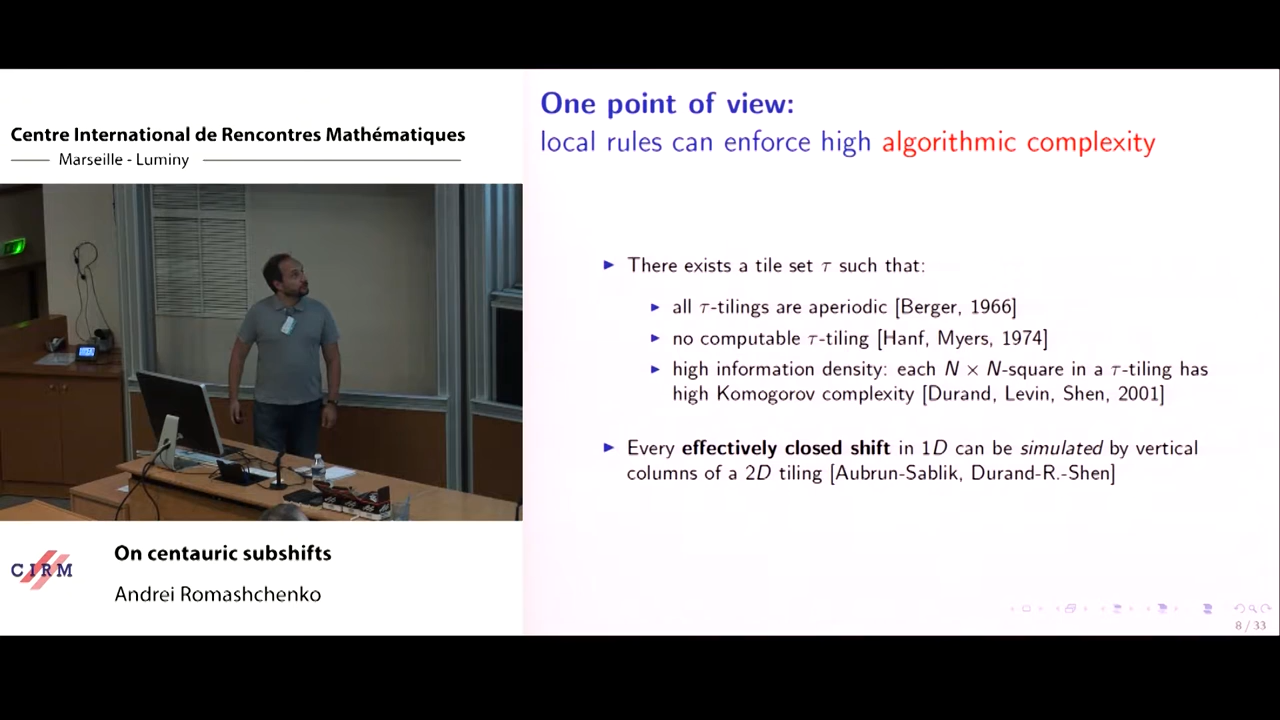 Centre International de Rencontres Mathématiques
Marseille - Luminy
One point of view:
local rules can enforce high algorithmic complexity
There exists a tile set τ such that:
all τ-tilings are aperiodic [Berger, 1966]
no computable τ-tiling [Hanf, Myers, 1974]
high information density: each N × N-square in a τ-tiling has
high Komogorov complexity [Durand, Levin, Shen, 2001]
Every effectively closed shift in 1D can be simulated by vertical
columns of a 2D tiling [Aubrun-Sablik, Durand-R.-Shen]
8 / 33
CIRM
On centauric subshifts
Andrei Romashchenko